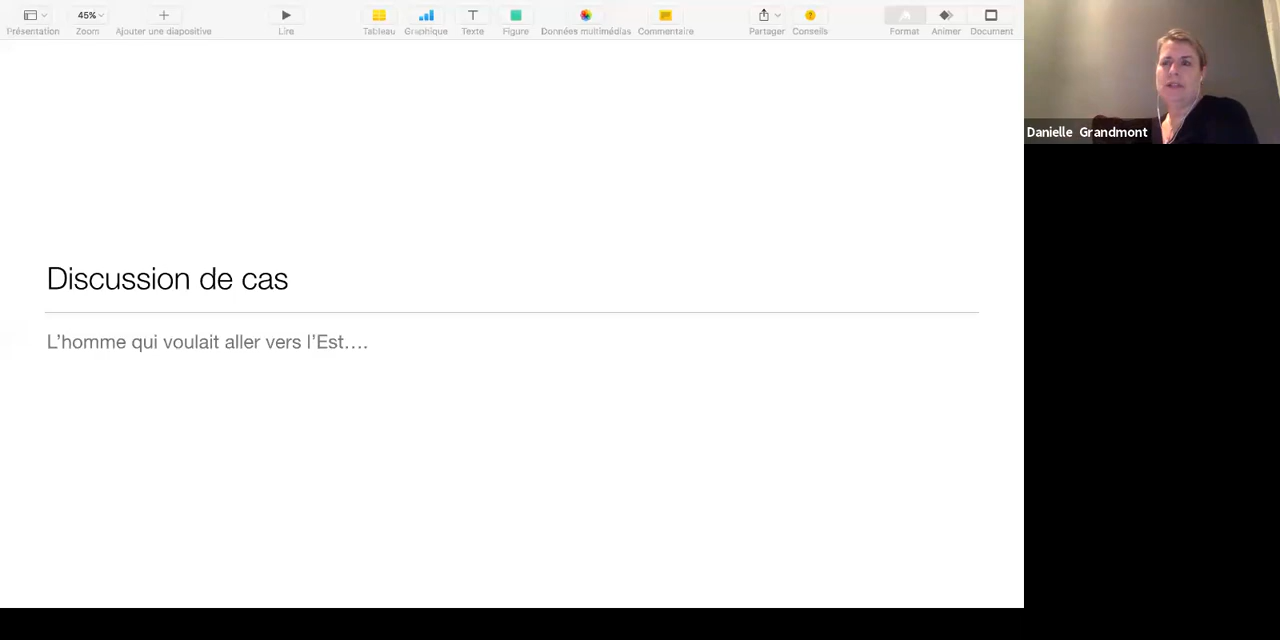 45%
Présentation Zoom Ajouter une diapositive Lire Tableau Graphique Texte Figure Données multimédias Commentaire Partager Conseils Format Animer Document
Danielle Grandmont
Discussion de cas
L’homme qui voulait aller vers l’Est….